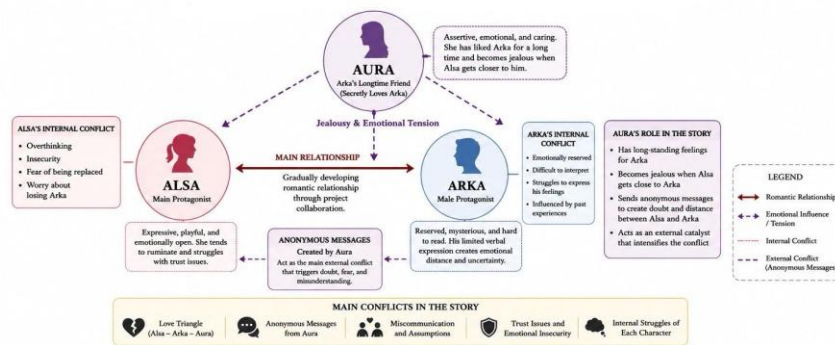 Assertive, emotional, and caring.
She has liked Arka for a long
time and becomes jealous when
Alsa gets closer to him.
AURA
Arka's Longtime Friend
(Secretly Loves Arka)
Jealousy & Emotional Tension
ALSA'S INTERNAL CONFLICT
• Overthinking
• Insecurity
• Fear of being replaced
• Worry about
losing Arka
ALSA
Main Protagonist
MAIN RELATIONSHIP
Gradually developing
romantic relationship
through project
collaboration.
ARKA
Male Protagonist
ARKA'S INTERNAL
CONFLICT
• Emotionally reserved
• Difficult to interpret
• Struggles to express
his feelings
• Influenced by past
experiences
AURA'S ROLE IN THE STORY
• Has long-standing feelings
for Arka
• Becomes jealous when Alsa
gets close to Arka
• Sends anonymous messages
to create doubt and distance
between Alsa and Arka
• Acts as an external catalyst
that intensifies the conflict
LEGEND
Romantic Relationship
Emotional Influence
/ Tension
Internal Conflict
External Conflict
(Anonymous Messages)
Expressive, playful, and
emotionally open. She tends
to ruminate and struggles
with trust issues.
ANONYMOUS MESSAGES
Created by Aura
Act as the main external conflict
that triggers doubt, fear, and
misunderstanding.
Reserved, mysterious, and hard
to read. His limited verbal
expression creates emotional
distance and uncertainty.
MAIN CONFLICTS IN THE STORY
Love Triangle
(Alsa – Arka – Aura)
Anonymous Messages
from Aura
Miscommunication
and Assumptions
Trust Issues and
Emotional Insecurity
Internal Struggles of
Each Character